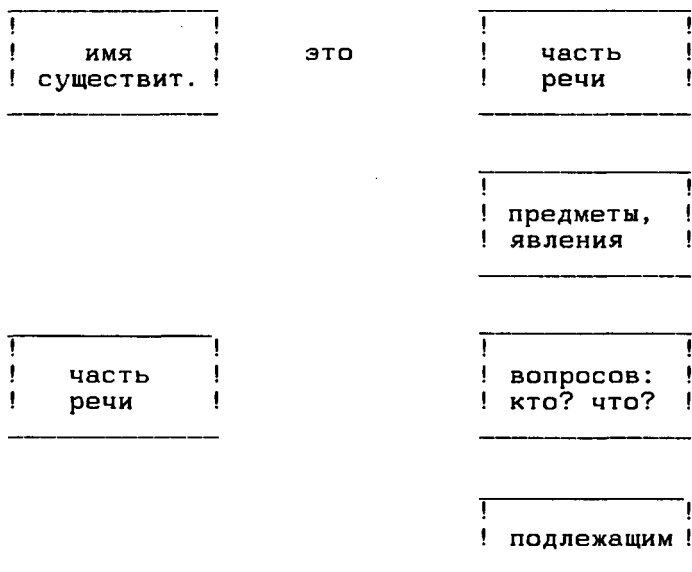 имя это часть
существит. речи
предметы,
явления
часть вопросов:
речи кто? что?
подлежащим